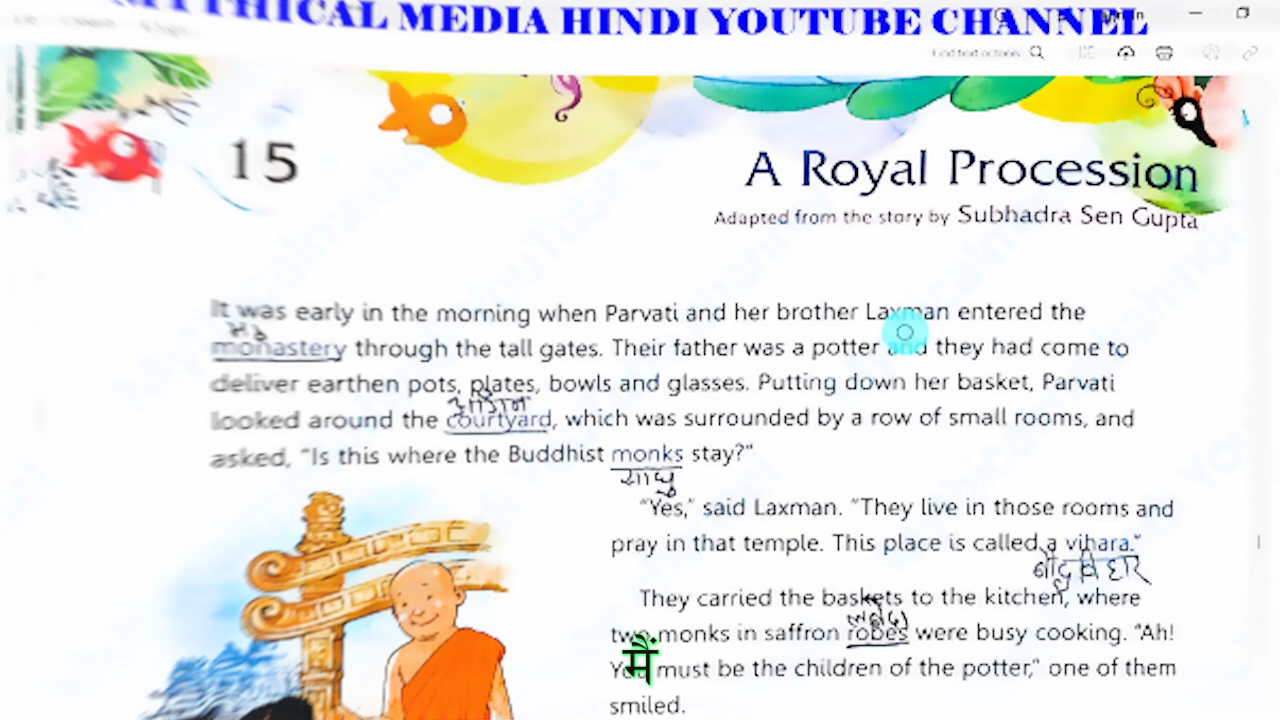 MYTHICAL MEDIA HINDI YOUTUBE CHANNEL
Find text or tools
15
A Royal Procession
Adapted from the story by Subhadra Sen Gupta
It was early in the morning when Parvati and her brother Laxman entered the
मठ
monastery through the tall gates. Their father was a potter and they had come to
deliver earthen pots, plates, bowls and glasses. Putting down her basket, Parvati
looked around the courtyard, which was surrounded by a row of small rooms, and
asked, "Is this where the Buddhist monks stay?"
साधु
"Yes," said Laxman. "They live in those rooms and
pray in that temple. This place is called a vihara."
बौद्ध विहार
They carried the baskets to the kitchen, where
two monks in saffron robes were busy cooking. "Ah!
You must be the children of the potter," one of them
में
smiled.